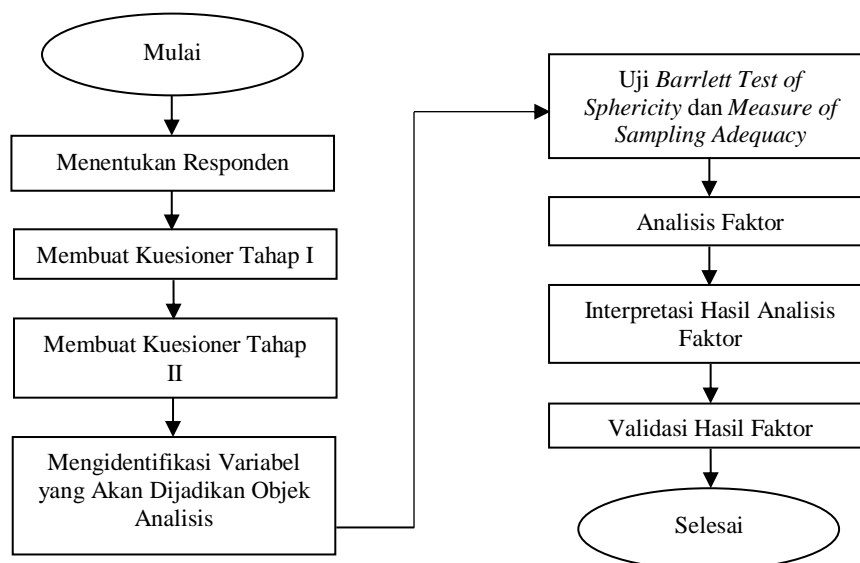 Mulai
Menentukan Responden
Membuat Kuesioner Tahap I
Membuat Kuesioner Tahap
II
Mengidentifikasi Variabel
yang Akan Dijadikan Objek
Analisis
Uji Barrlett Test of
Sphericity dan Measure of
Sampling Adequacy
Analisis Faktor
Interpretasi Hasil Analisis
Faktor
Validasi Hasil Faktor
Selesai